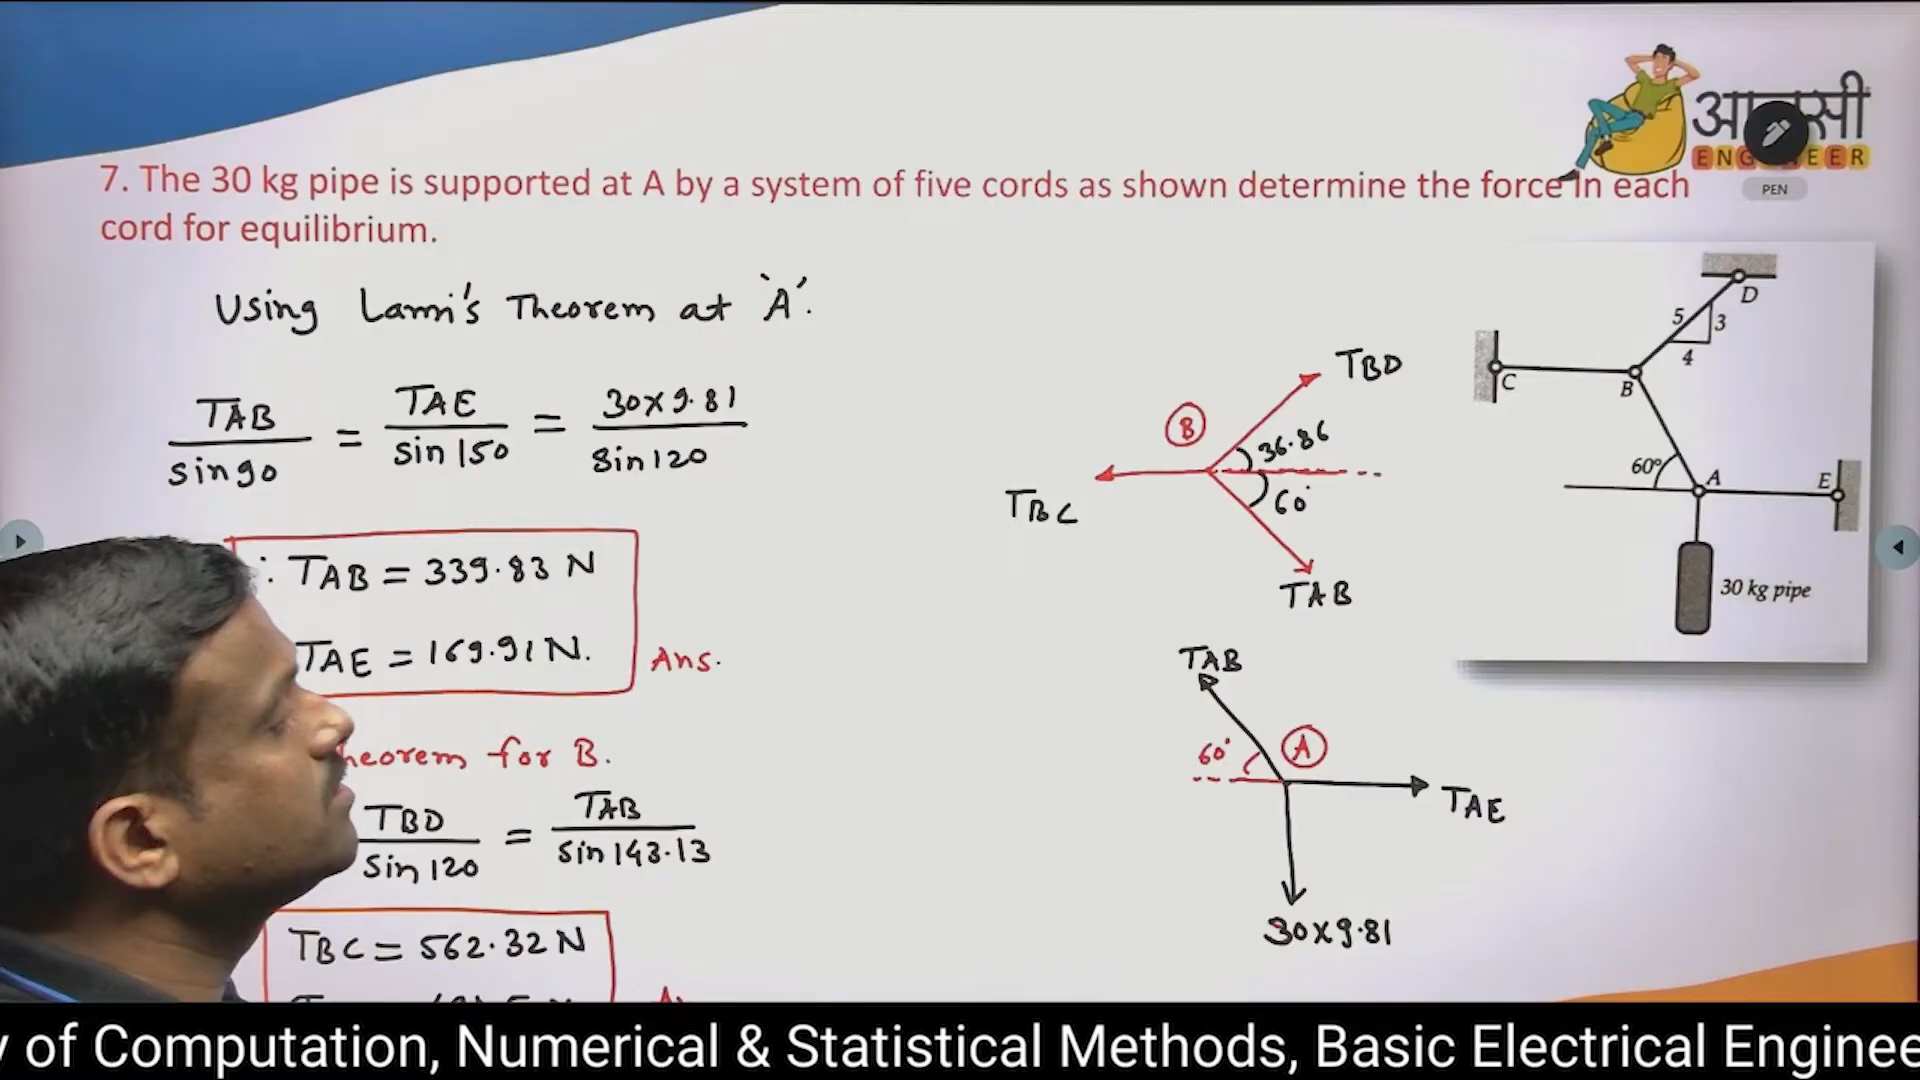 आलसी
ENGINEER
PEN
7. The 30 kg pipe is supported at A by a system of five cords as shown determine the force in each
cord for equilibrium.
Using Lami's Theorem at 'A'.
TAB / sin90 = TAE / sin150 = 30×9.81 / sin120
∴ TAB = 339.83 N
TAE = 169.91 N.
Ans.
heorem for B.
TBD / sin120 = TAB / sin143.13
TBC = 562.32 N
TBD
B
36.86
60°
TBC
TAB
TAB
60°
A
TAE
30×9.81
D
5
3
4
C
B
60°
A
E
30 kg pipe
y of Computation, Numerical & Statistical Methods, Basic Electrical Enginee